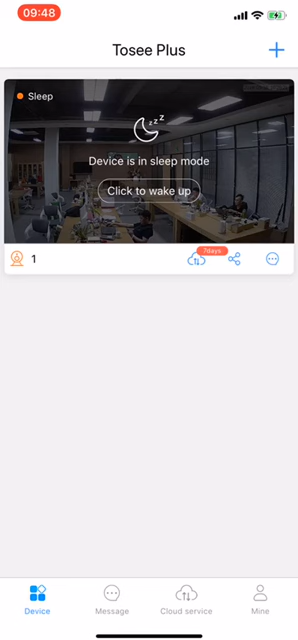 09:48
Tosee Plus
Sleep
z z z
Device is in sleep mode
Click to wake up
1
7days
Device
Message
Cloud service
Mine